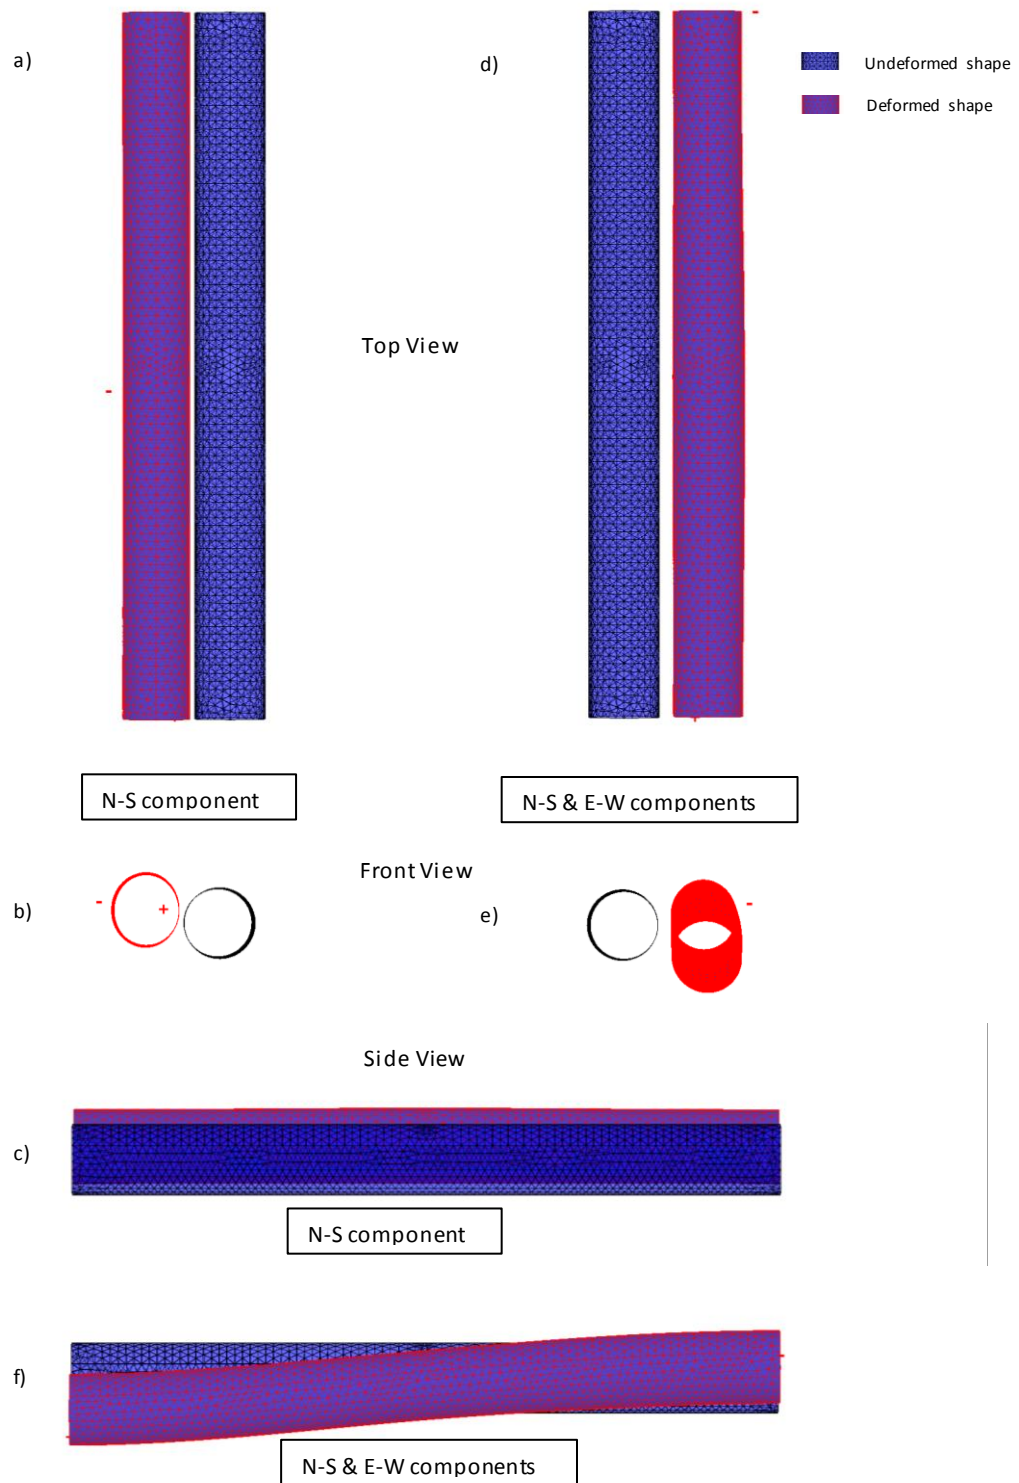 a)
d)
Undeformed shape
Deformed shape
Top View
-
-
N-S component
N-S & E-W components
Front View
b)
-
+
e)
-
Side View
c)
N-S component
f)
N-S & E-W components